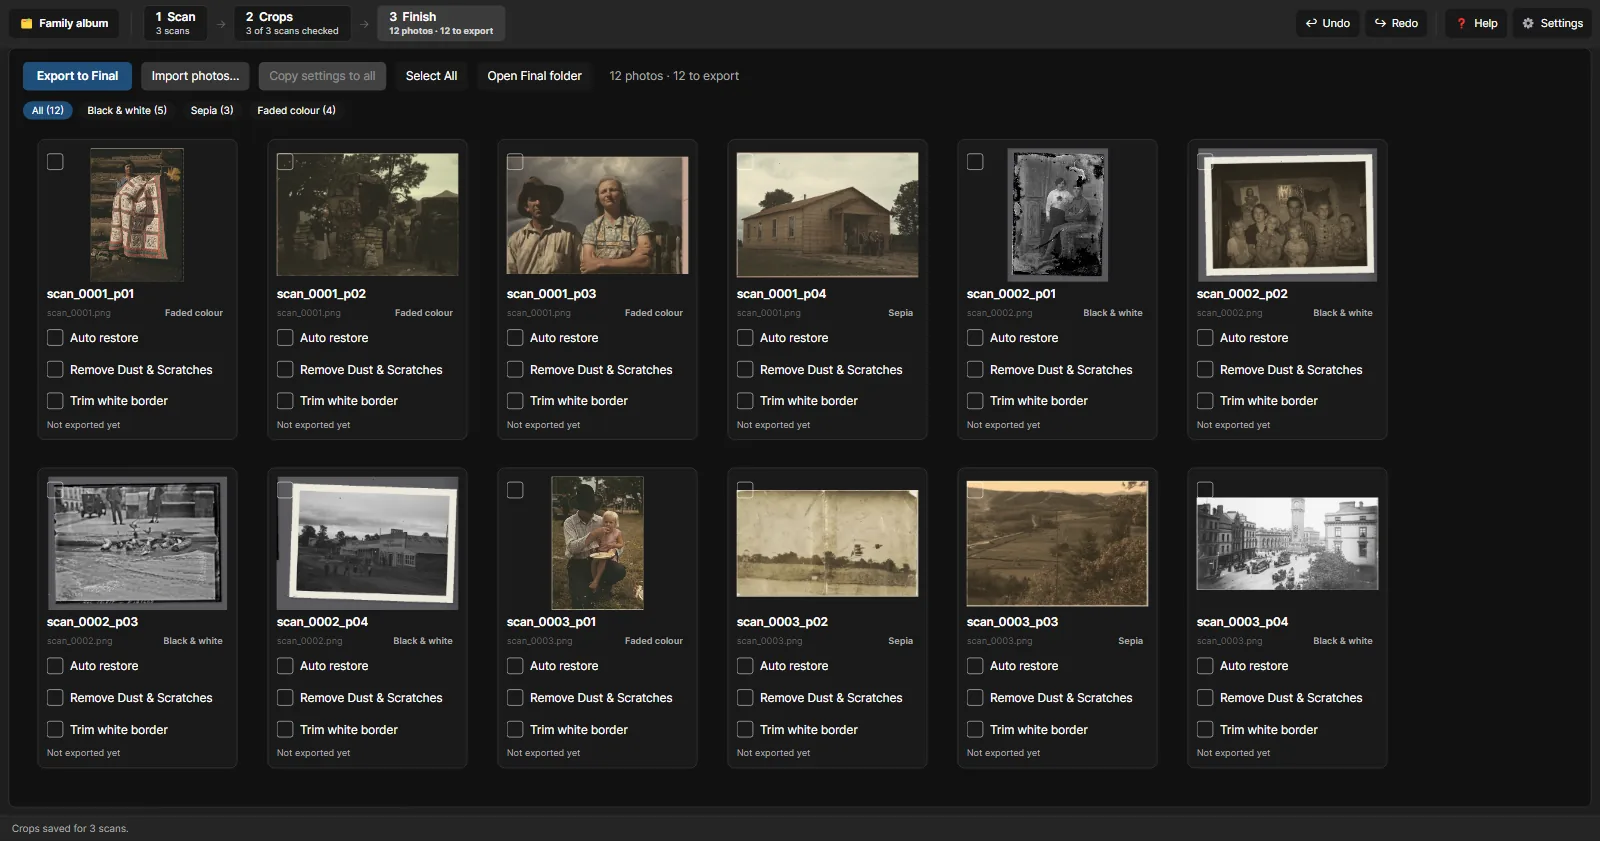 Family album
1 Scan
3 scans
→
2 Crops
3 of 3 scans checked
→
3 Finish
12 photos · 12 to export
Undo
Redo
Help
Settings
Export to Final
Import photos...
Copy settings to all
Select All
Open Final folder
12 photos · 12 to export
All (12)
Black & white (5)
Sepia (3)
Faded colour (4)
scan_0001_p01
scan_0001.png Faded colour
Auto restore
Remove Dust & Scratches
Trim white border
Not exported yet
scan_0001_p02
scan_0001.png Faded colour
Auto restore
Remove Dust & Scratches
Trim white border
Not exported yet
scan_0001_p03
scan_0001.png Faded colour
Auto restore
Remove Dust & Scratches
Trim white border
Not exported yet
scan_0001_p04
scan_0001.png Sepia
Auto restore
Remove Dust & Scratches
Trim white border
Not exported yet
scan_0002_p01
scan_0002.png Black & white
Auto restore
Remove Dust & Scratches
Trim white border
Not exported yet
scan_0002_p02
scan_0002.png Black & white
Auto restore
Remove Dust & Scratches
Trim white border
Not exported yet
scan_0002_p03
scan_0002.png Black & white
Auto restore
Remove Dust & Scratches
Trim white border
Not exported yet
scan_0002_p04
scan_0002.png Black & white
Auto restore
Remove Dust & Scratches
Trim white border
Not exported yet
scan_0003_p01
scan_0003.png Faded colour
Auto restore
Remove Dust & Scratches
Trim white border
Not exported yet
scan_0003_p02
scan_0003.png Sepia
Auto restore
Remove Dust & Scratches
Trim white border
Not exported yet
scan_0003_p03
scan_0003.png Sepia
Auto restore
Remove Dust & Scratches
Trim white border
Not exported yet
scan_0003_p04
scan_0003.png Black & white
Auto restore
Remove Dust & Scratches
Trim white border
Not exported yet
Crops saved for 3 scans.